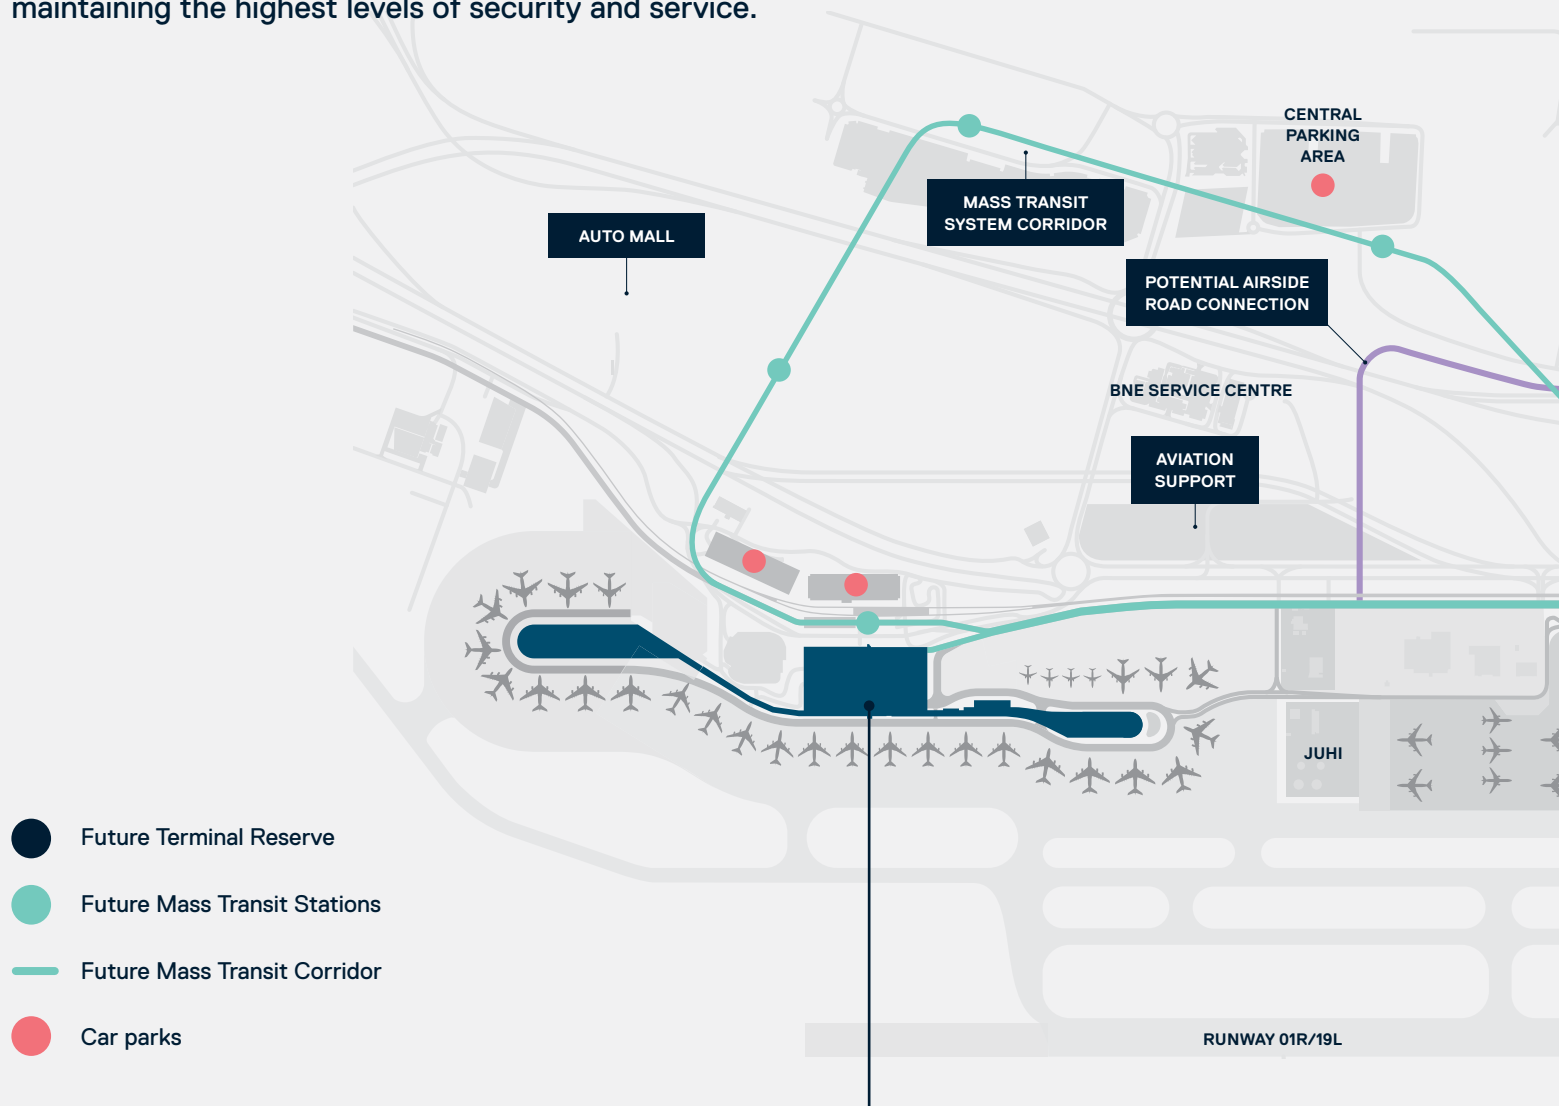 maintaining the highest levels of security and service.
CENTRAL
PARKING
AREA
MASS TRANSIT
SYSTEM CORRIDOR
AUTO MALL
POTENTIAL AIRSIDE
ROAD CONNECTION
BNE SERVICE CENTRE
AVIATION
SUPPORT
JUHI
Future Terminal Reserve
Future Mass Transit Stations
Future Mass Transit Corridor
Car parks
RUNWAY 01R/19L